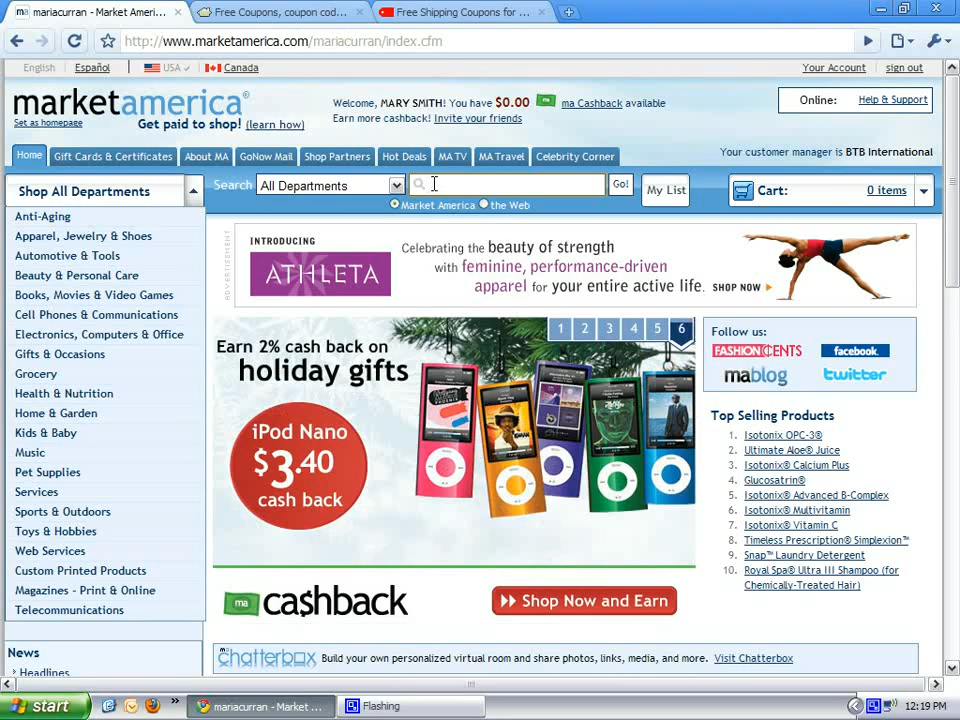 mariacurran - Market Ameri...
Free Coupons, coupon cod...
Free Shipping Coupons for ...
http://www.marketamerica.com/mariacurran/index.cfm
English Español USA Canada
Your Account sign out
marketamerica®
Set as homepage
Get paid to shop! (learn how)
Welcome, MARY SMITH! You have $0.00 ma Cashback available
Earn more cashback! Invite your friends
Online: Help & Support
Home Gift Cards & Certificates About MA GoNow Mail Shop Partners Hot Deals MA TV MA Travel Celebrity Corner
Your customer manager is BTB International
Shop All Departments
Search All Departments Go! My List
Market America the Web
Cart: 0 items
Anti-Aging
Apparel, Jewelry & Shoes
Automotive & Tools
Beauty & Personal Care
Books, Movies & Video Games
Cell Phones & Communications
Electronics, Computers & Office
Gifts & Occasions
Grocery
Health & Nutrition
Home & Garden
Kids & Baby
Music
Pet Supplies
Services
Sports & Outdoors
Toys & Hobbies
Web Services
Custom Printed Products
Magazines - Print & Online
Telecommunications
News
Headlines
ADVERTISEMENT
INTRODUCING
ATHLETA
Celebrating the beauty of strength
with feminine, performance-driven
apparel for your entire active life. SHOP NOW
1 2 3 4 5 6
Earn 2% cash back on
holiday gifts
iPod Nano
$3.40
cash back
ma cashback
Shop Now and Earn
ma chatterbox Build your own personalized virtual room and share photos, links, media, and more. Visit Chatterbox
Follow us:
FASHION CENTS facebook.
mablog twitter
Top Selling Products
1. Isotonix OPC-3®
2. Ultimate Aloe® Juice
3. Isotonix® Calcium Plus
4. Glucosatrin®
5. Isotonix® Advanced B-Complex
6. Isotonix® Multivitamin
7. Isotonix® Vitamin C
8. Timeless Prescription® Simplexion™
9. Snap™ Laundry Detergent
10. Royal Spa® Ultra III Shampoo (for
Chemically-Treated Hair)
start
mariacurran - Market ...
Flashing
12:19 PM